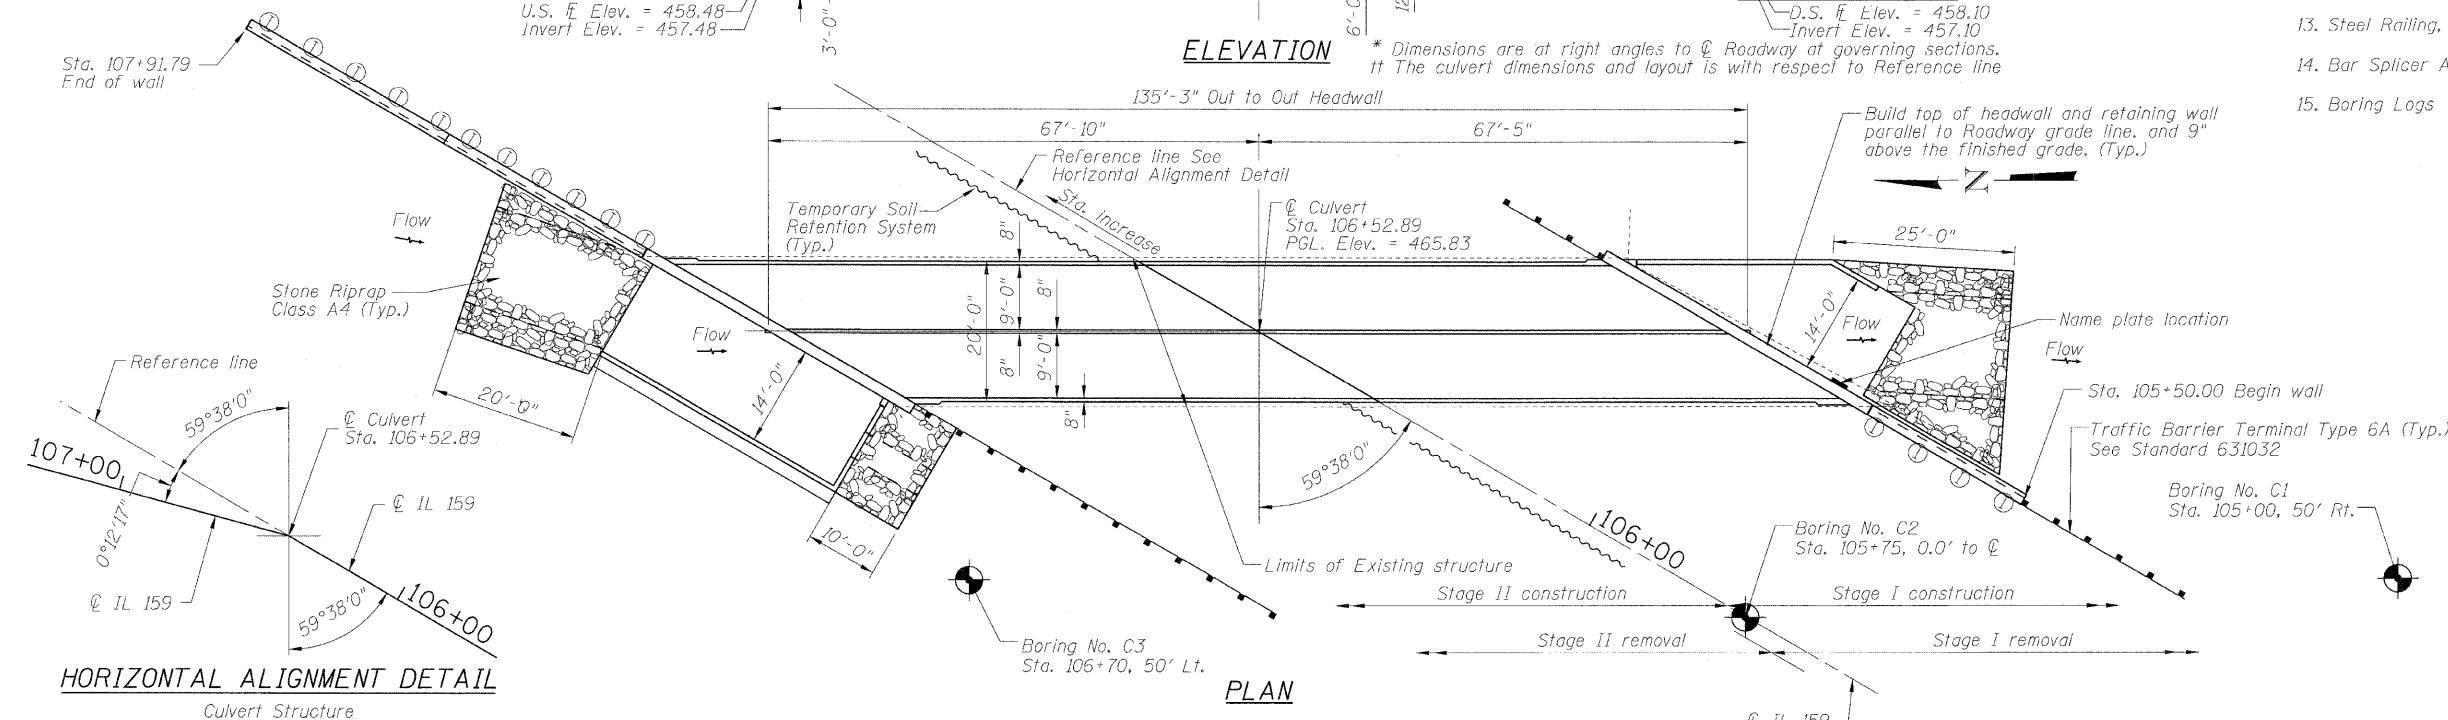 U.S. ℄ Elev. = 458.48
Invert Elev. = 457.48
3'-0"
6'-0
12
D.S. ℄ Elev. = 458.10
Invert Elev. = 457.10
ELEVATION
* Dimensions are at right angles to ℄ Roadway at governing sections.
†† The culvert dimensions and layout is with respect to Reference line
13. Steel Railing,
14. Bar Splicer A
15. Boring Logs
Sta. 107+91.79
End of wall
135'-3" Out to Out Headwall
67'-10"
67'-5"
Reference line See
Horizontal Alignment Detail
Sta. increase
Temporary Soil
Retention System
(Typ.)
℄ Culvert
Sta. 106+52.89
PGL. Elev. = 465.83
Build top of headwall and retaining wall
parallel to Roadway grade line. and 9"
above the finished grade. (Typ.)
N
25'-0"
Flow
Stone Riprap
Class A4 (Typ.)
Flow
20'-0"
14'-0"
10'-0"
8"
9'-0"
8"
20'-0"
8"
9'-0"
8"
59°38'0"
14'-0"
Flow
Name plate location
Flow
Sta. 105+50.00 Begin wall
Traffic Barrier Terminal Type 6A (Typ.)
See Standard 631032
Boring No. C1
Sta. 105+00, 50' Rt.
106+00
Boring No. C2
Sta. 105+75, 0.0' to ℄
Limits of Existing structure
Stage II construction
Stage I construction
Stage II removal
Stage I removal
Boring No. C3
Sta. 106+70, 50' Lt.
PLAN
℄ IL 159
Reference line
59°38'0"
℄ Culvert
Sta. 106+52.89
107+00
0°12'17"
℄ IL 159
℄ IL 159
59°38'0"
106+00
HORIZONTAL ALIGNMENT DETAIL
Culvert Structure